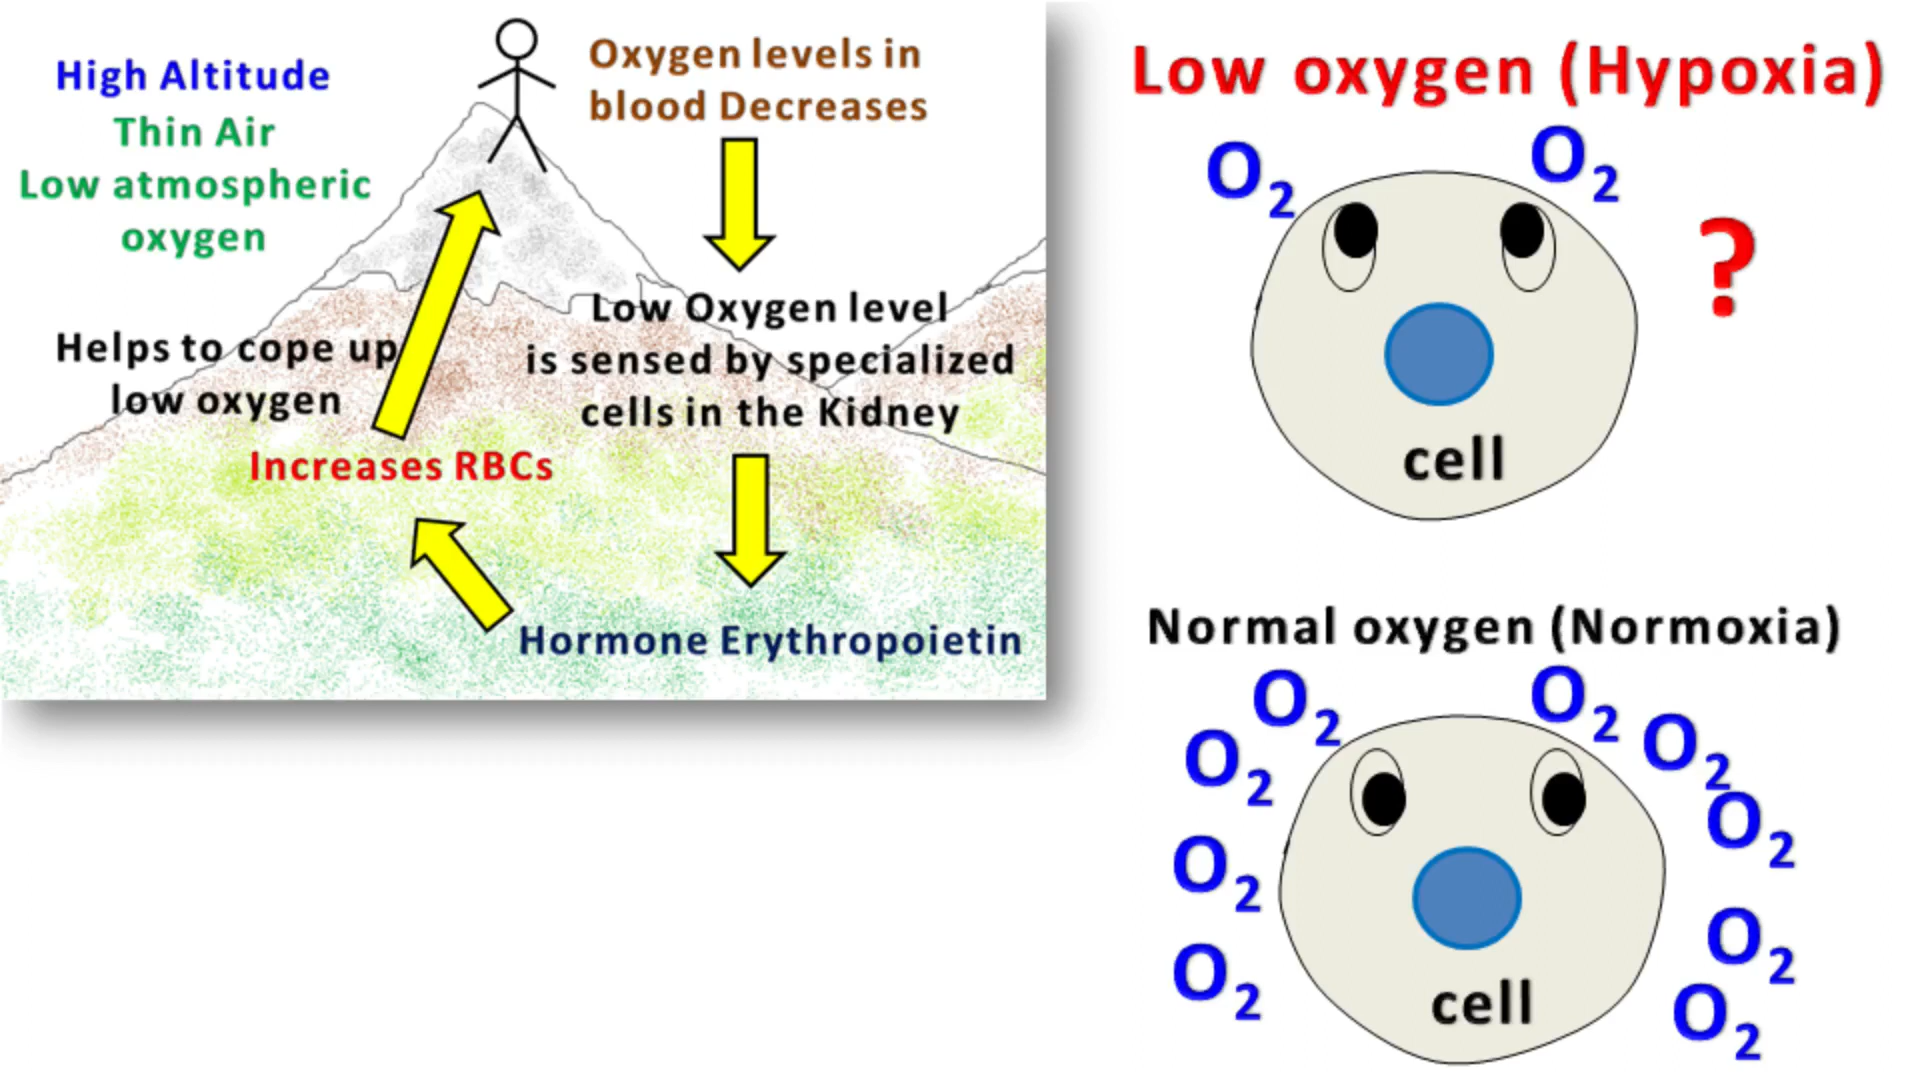 High Altitude
Thin Air
Low atmospheric
oxygen
Oxygen levels in
blood Decreases
Low Oxygen level
is sensed by specialized
cells in the Kidney
Hormone Erythropoietin
Increases RBCs
Helps to cope up
low oxygen
Low oxygen (Hypoxia)
O2
O2
?
cell
Normal oxygen (Normoxia)
O2
O2
O2
O2
O2
O2
O2
O2
O2
cell